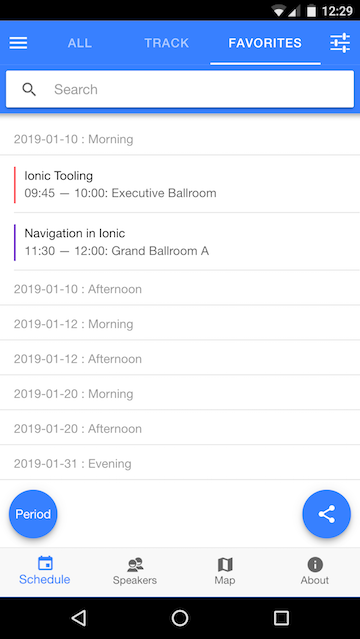 12:29
ALL TRACK FAVORITES
Search
2019-01-10 : Morning
Ionic Tooling
09:45 — 10:00: Executive Ballroom
Navigation in Ionic
11:30 — 12:00: Grand Ballroom A
2019-01-10 : Afternoon
2019-01-12 : Morning
2019-01-12 : Afternoon
2019-01-20 : Morning
2019-01-20 : Afternoon
2019-01-31 : Evening
Period
Schedule Speakers Map About